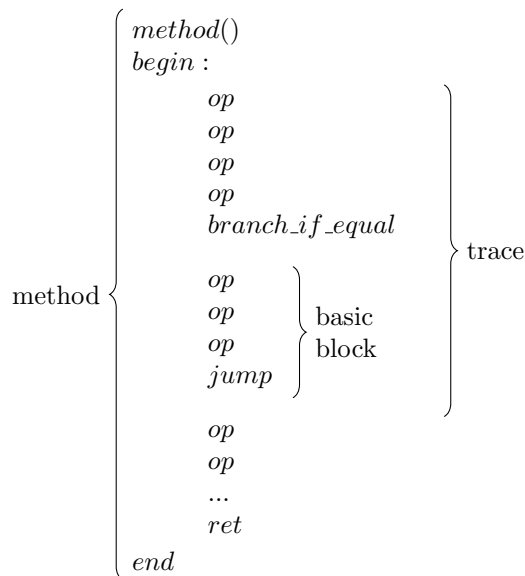 method()
begin :
op
op
op
op
branch_if_equal
trace
method
op
op
op
jump
basic
block
op
op
...
ret
end